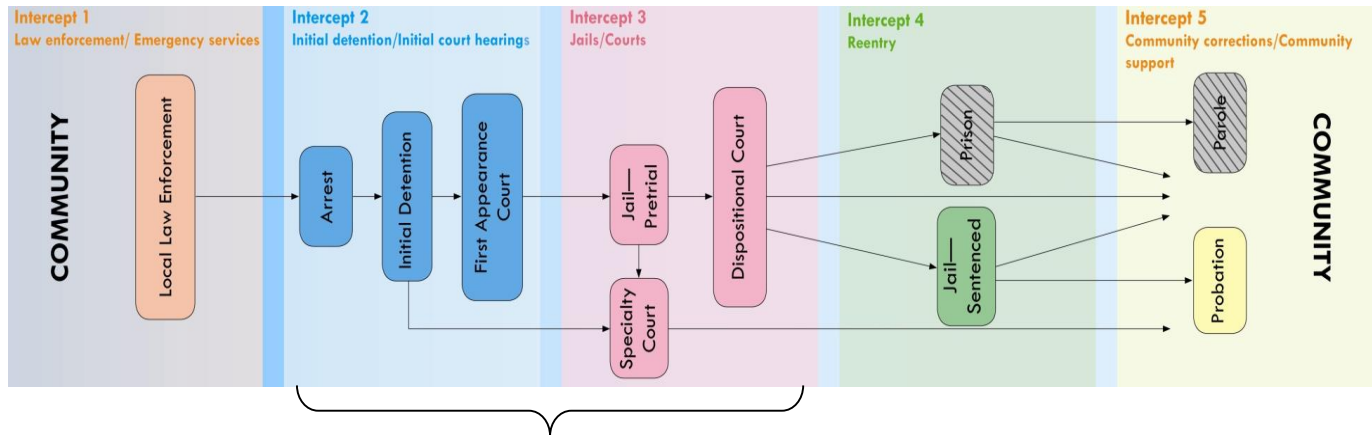 Intercept 1
Law enforcement/ Emergency services
COMMUNITY
Local Law Enforcement
Intercept 2
Initial detention/Initial court hearings
Arrest
Initial Detention
First Appearance
Court
Intercept 3
Jails/Courts
Jail—
Pretrial
Specialty
Court
Dispositional Court
Intercept 4
Reentry
Prison
Jail—
Sentenced
Intercept 5
Community corrections/Community
support
Parole
Probation
COMMUNITY